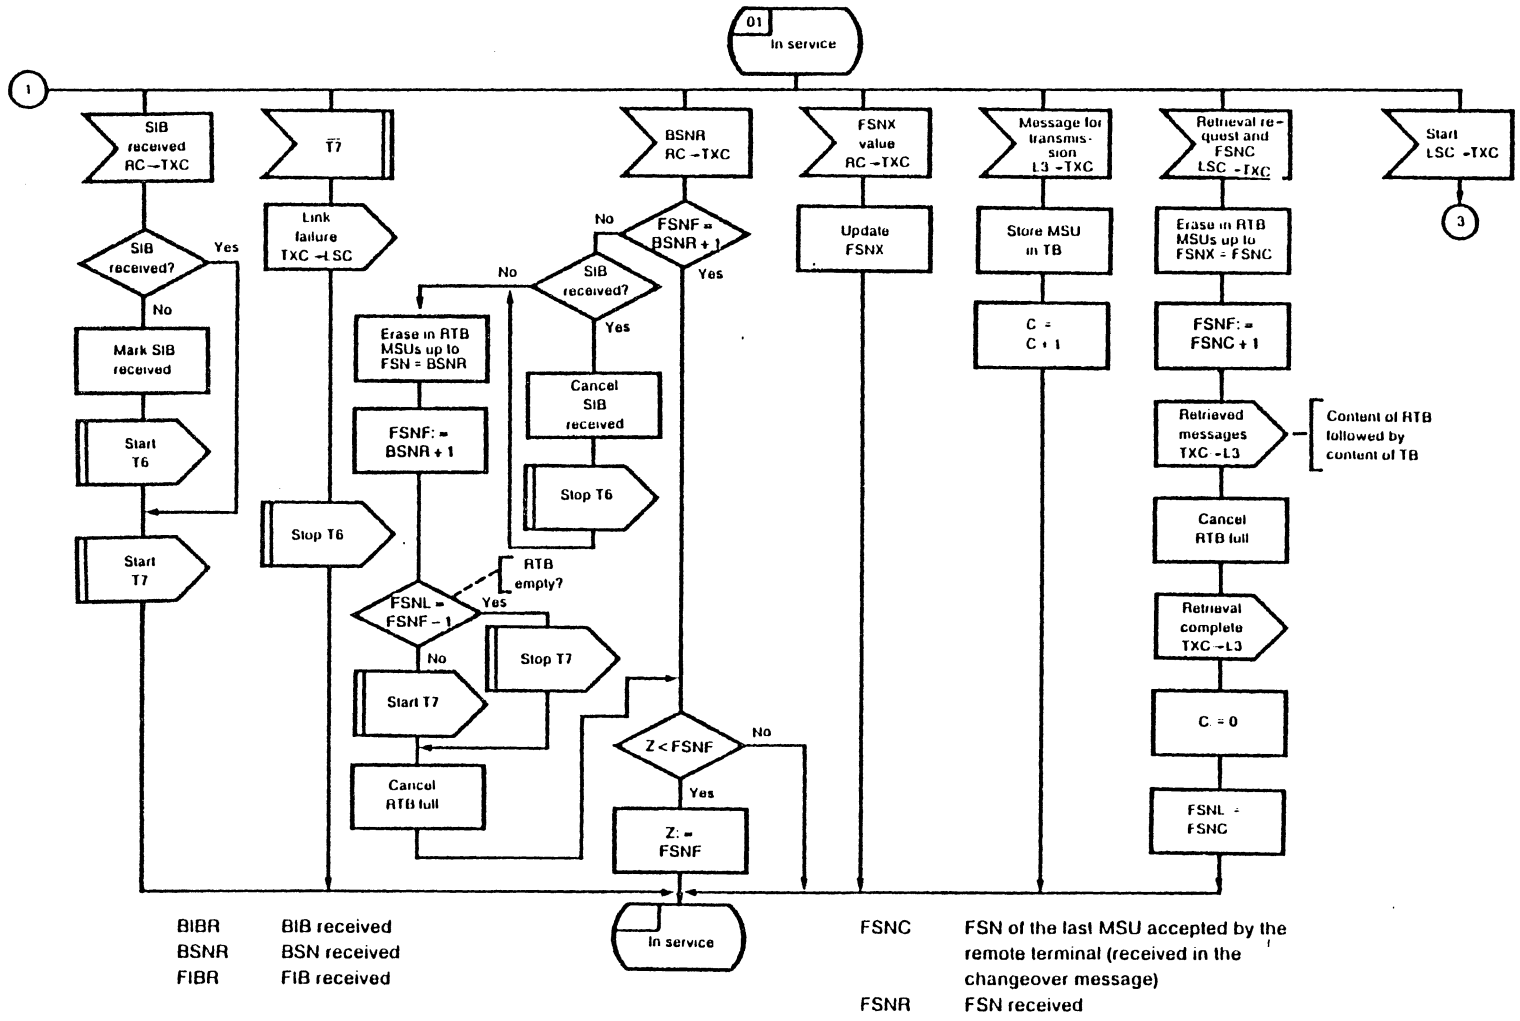 01
In service
1
SIB
received
RC→TXC
T7
BSNR
RC→TXC
FSNX
value
RC→TXC
Message for
transmis-
sion
L3→TXC
Retrieval re-
quest and
FSNC
LSC→TXC
Start
LSC→TXC
3
SIB
received?
Yes
No
Mark SIB
received
Start
T6
Start
T7
Link
failure
TXC→LSC
Stop T6
FSNF =
BSNR + 1
No
Yes
SIB
received?
No
Yes
Cancel
SIB
received
Stop T6
Erase in RTB
MSUs up to
FSN = BSNR
FSNF: =
BSNR + 1
RTB
empty?
FSNL =
FSNF – 1
Yes
No
Stop T7
Start T7
Cancel
RTB full
Z < FSNF
No
Yes
Z: =
FSNF
In service
Update
FSNX
Store MSU
in TB
C =
C + 1
Erase in RTB
MSUs up to
FSNX = FSNC
FSNF: =
FSNC + 1
Retrieved
messages
TXC→L3
Content of RTB
followed by
content of TB
Cancel
RTB full
Retrieval
complete
TXC→L3
C. = 0
FSNL =
FSNC
BIBR BIB received
BSNR BSN received
FIBR FIB received
FSNC FSN of the last MSU accepted by the
remote terminal (received in the
changeover message)
FSNR FSN received